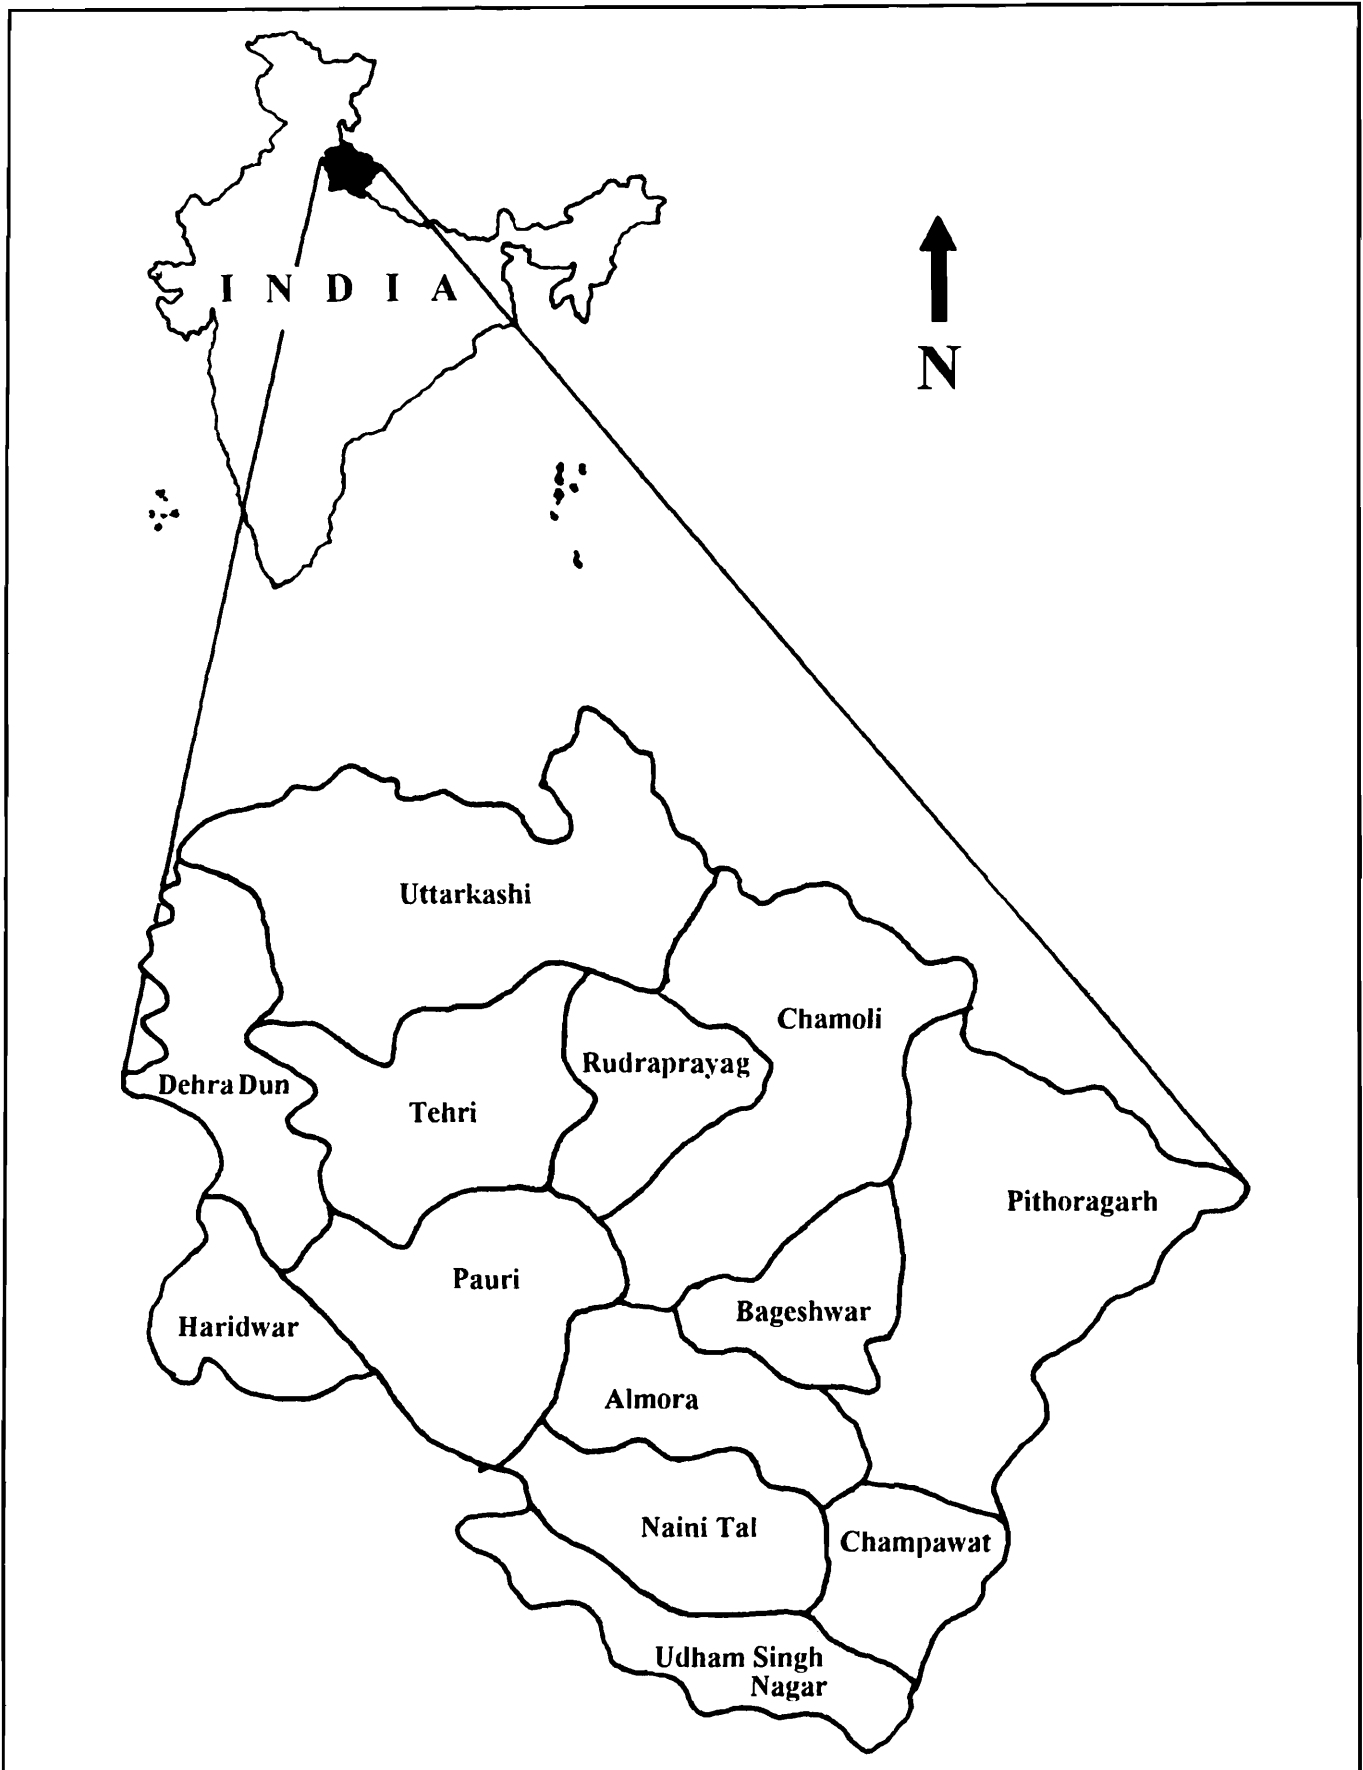 I N D I A
N
Uttarkashi
Chamoli
Rudraprayag
Dehra Dun
Tehri
Pithoragarh
Pauri
Bageshwar
Haridwar
Almora
Naini Tal
Champawat
Udham Singh
Nagar